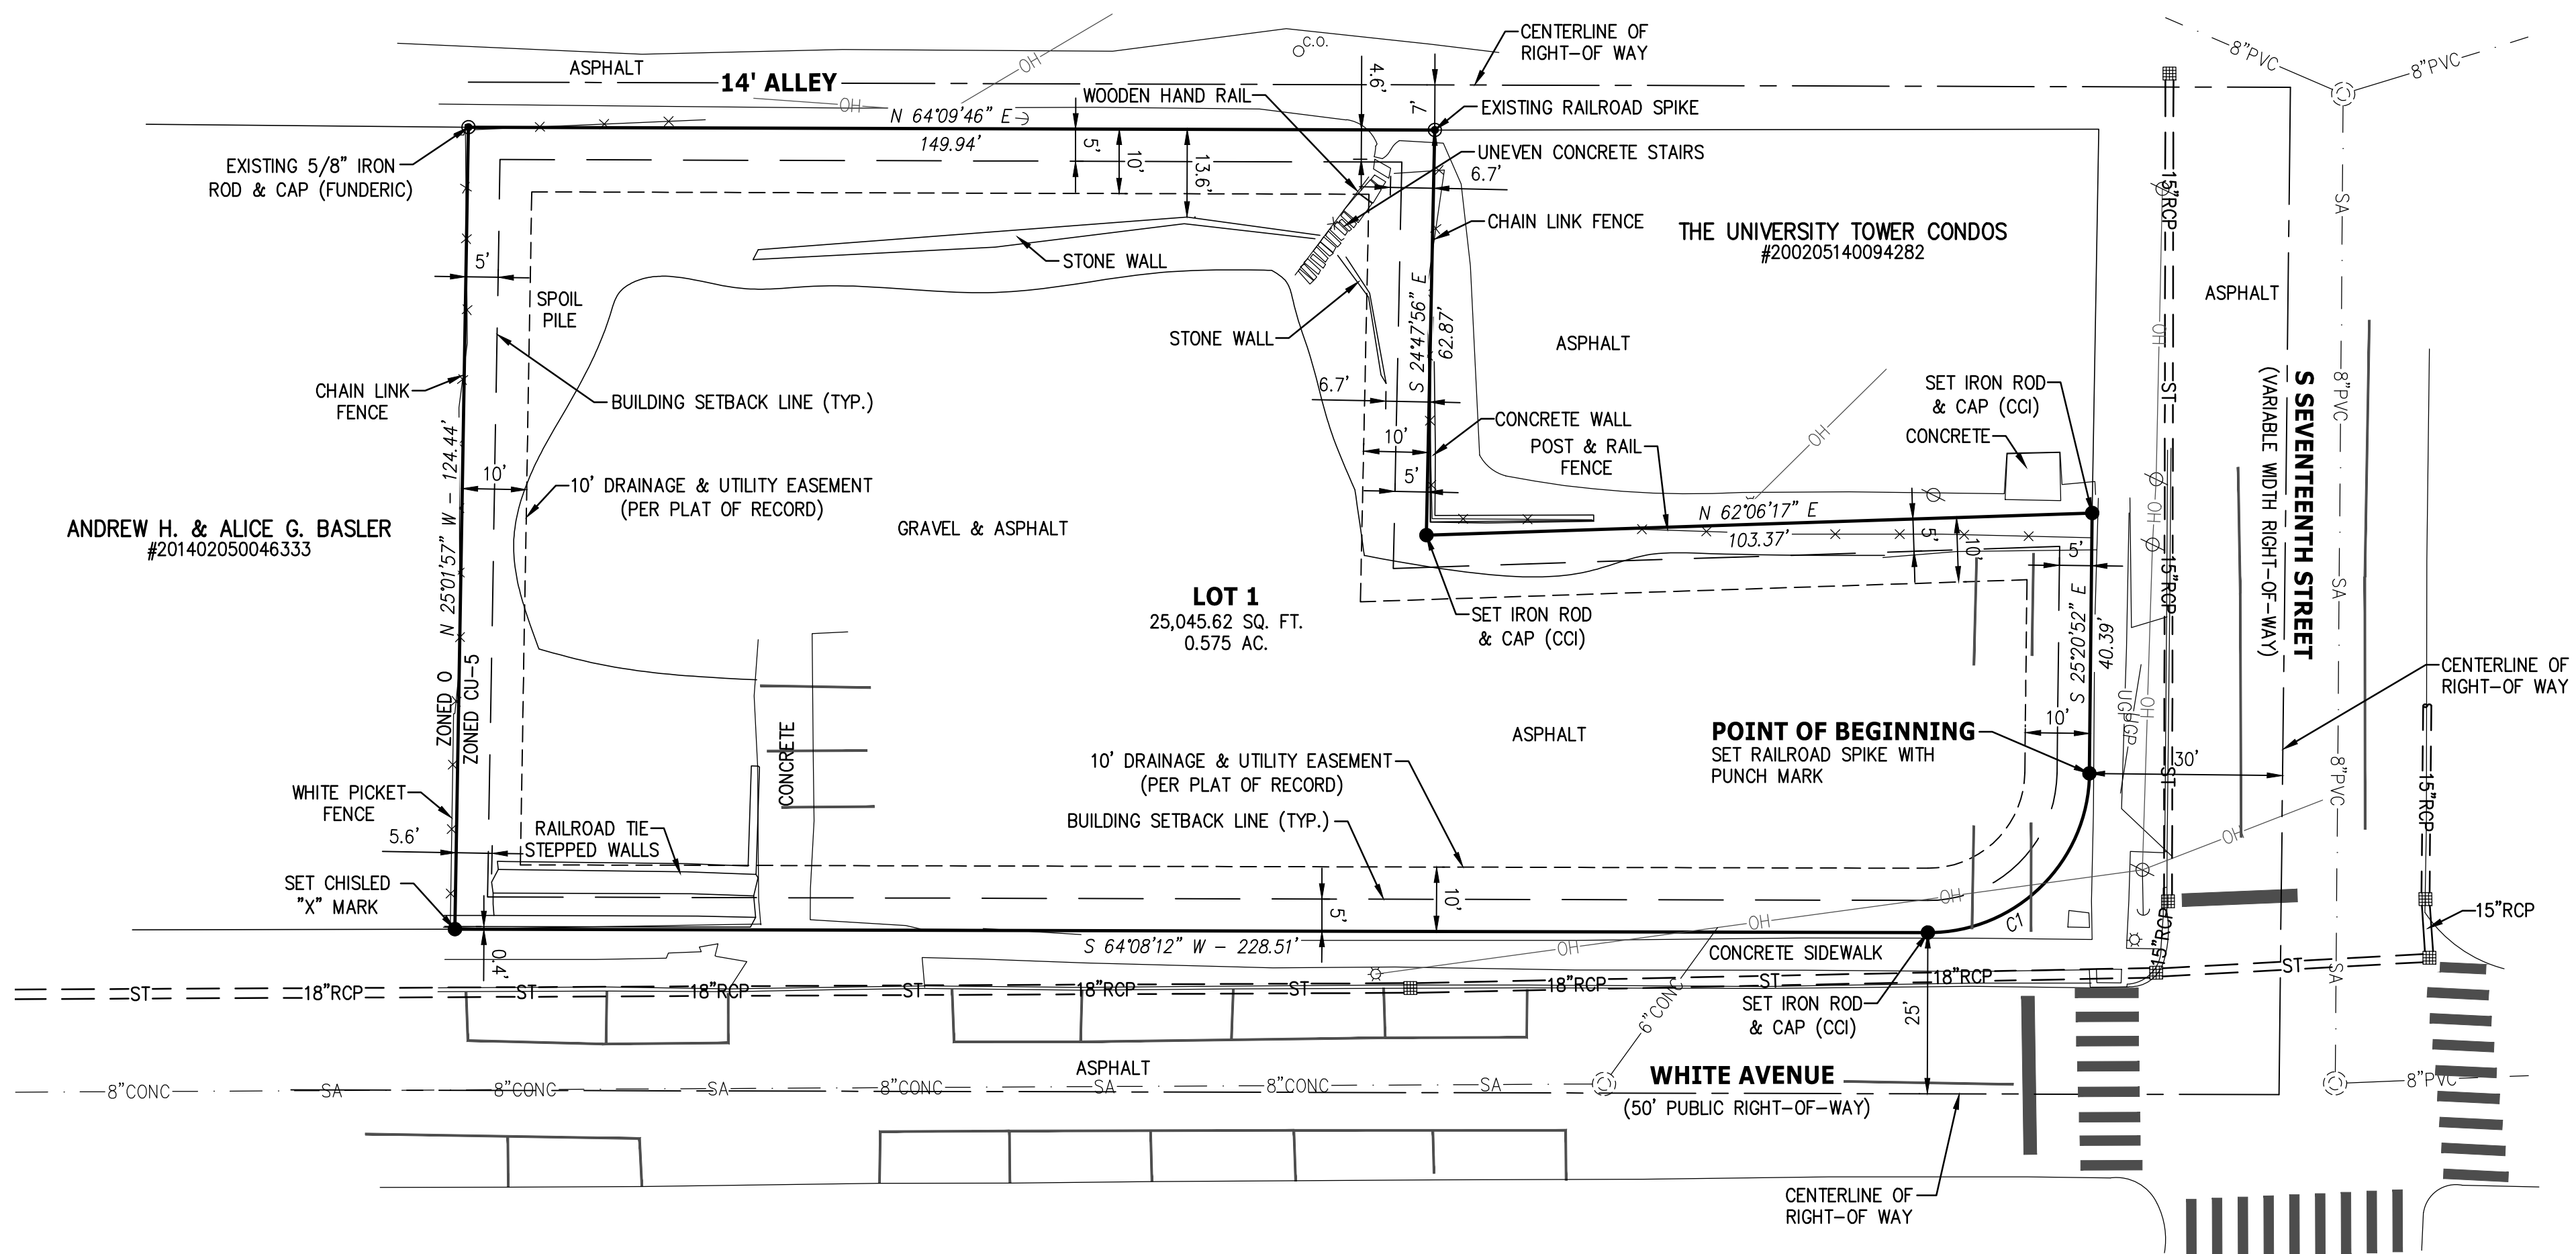 CENTERLINE OF
RIGHT-OF WAY
C.O.
8"PVC
8"PVC
ASPHALT
14' ALLEY
OH
OH
4.6'
7'
WOODEN HAND RAIL
EXISTING RAILROAD SPIKE
N 64°09'46" E
149.94'
5'
10'
13.6'
UNEVEN CONCRETE STAIRS
6.7'
EXISTING 5/8" IRON
ROD & CAP (FUNDERIC)
15"RCP
SA
CHAIN LINK FENCE
THE UNIVERSITY TOWER CONDOS
#200205140094282
STONE WALL
5'
SPOIL
PILE
ASPHALT
S 24°47'56" E
62.87'
STONE WALL
ASPHALT
OH
S SEVENTEENTH STREET
(VARIABLE WIDTH RIGHT-OF-WAY)
8"PVC
CHAIN LINK
FENCE
BUILDING SETBACK LINE (TYP.)
6.7'
SET IRON ROD
& CAP (CCI)
ST
CONCRETE WALL
CONCRETE
OH
10'
POST & RAIL
FENCE
5'
N 25°01'57" W - 124.44'
10'
10' DRAINAGE & UTILITY EASEMENT
(PER PLAT OF RECORD)
ANDREW H. & ALICE G. BASLER
#201402050046333
GRAVEL & ASPHALT
N 62°06'17" E
103.37'
5'
10'
5'
OH
15"RCP
SA
LOT 1
25,045.62 SQ. FT.
0.575 AC.
SET IRON ROD
& CAP (CCI)
S 25°20'52" E
40.39'
ZONED O
ZONED CU-5
CENTERLINE OF
RIGHT-OF WAY
UGP
UGP
OH
10'
CONCRETE
ASPHALT
POINT OF BEGINNING
SET RAILROAD SPIKE WITH
PUNCH MARK
ST
30'
8"PVC
15"RCP
10' DRAINAGE & UTILITY EASEMENT
(PER PLAT OF RECORD)
WHITE PICKET
FENCE
BUILDING SETBACK LINE (TYP.)
5.6'
RAILROAD TIE
STEPPED WALLS
OH
SET CHISLED
"X" MARK
5'
10'
OH
OH
OH
C1
15"RCP
15"RCP
0.4'
S 64°08'12" W - 228.51'
CONCRETE SIDEWALK
ST
18"RCP
ST
18"RCP
ST
18"RCP
ST
18"RCP
ST
18"RCP
ST
SA
6"CONC
SET IRON ROD
& CAP (CCI)
25'
ASPHALT
8"CONC
SA
8"CONC
SA
8"CONC
SA
8"CONC
SA
WHITE AVENUE
(50' PUBLIC RIGHT-OF-WAY)
8"PVC
CENTERLINE OF
RIGHT-OF WAY